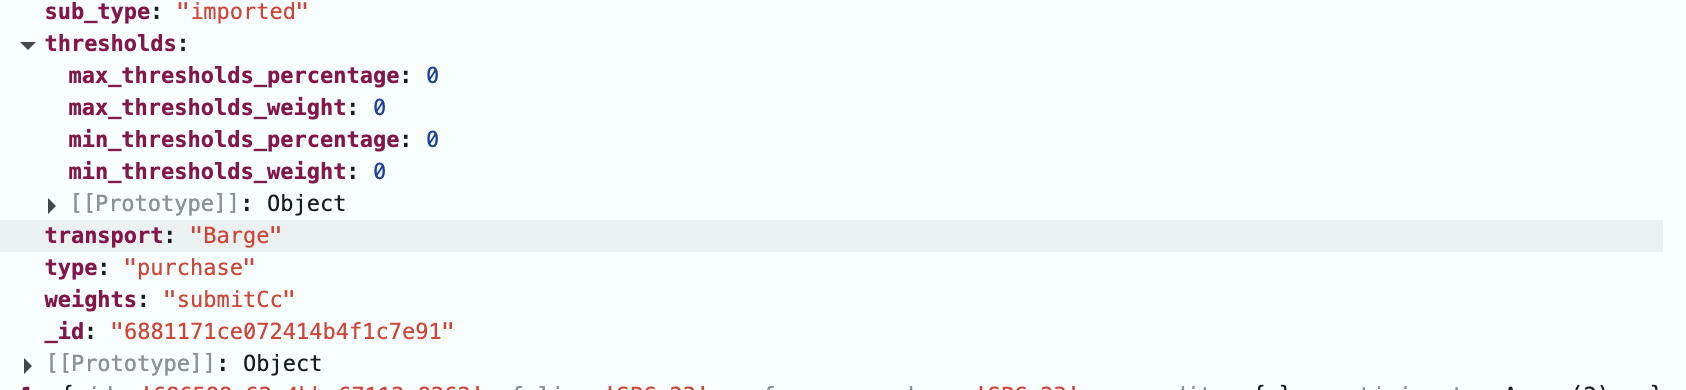 sub_type: "imported"
thresholds:
max_thresholds_percentage: 0
max_thresholds_weight: 0
min_thresholds_percentage: 0
min_thresholds_weight: 0
[[Prototype]]: Object
transport: "Barge"
type: "purchase"
weights: "submitCc"
_id: "6881171ce072414b4f1c7e91"
[[Prototype]]: Object